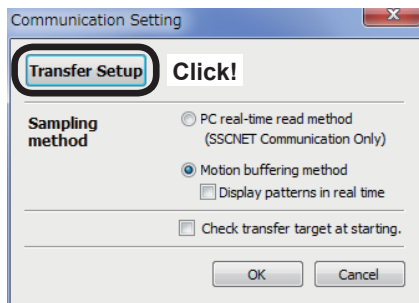 Communication Setting
Transfer Setup Click!
Sampling method
PC real-time read method
(SSCNET Communication Only)
Motion buffering method
Display patterns in real time
Check transfer target at starting.
OK Cancel